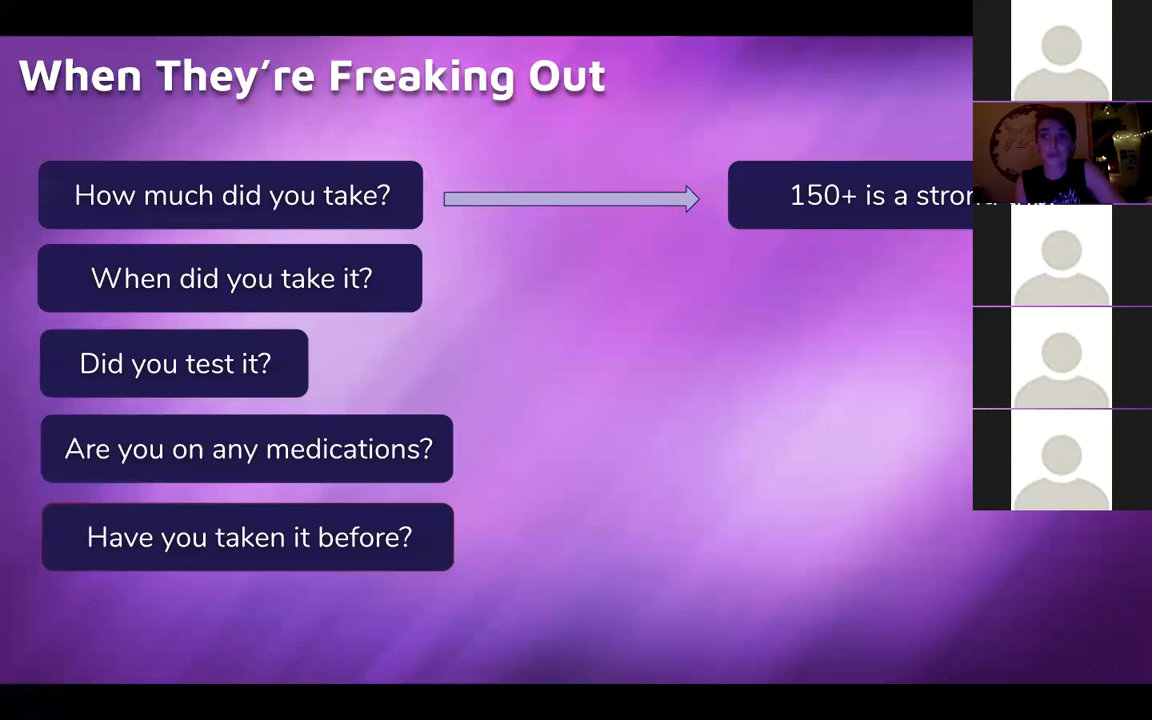 When They’re Freaking Out
How much did you take?
150+ is a
When did you take it?
Did you test it?
Are you on any medications?
Have you taken it before?